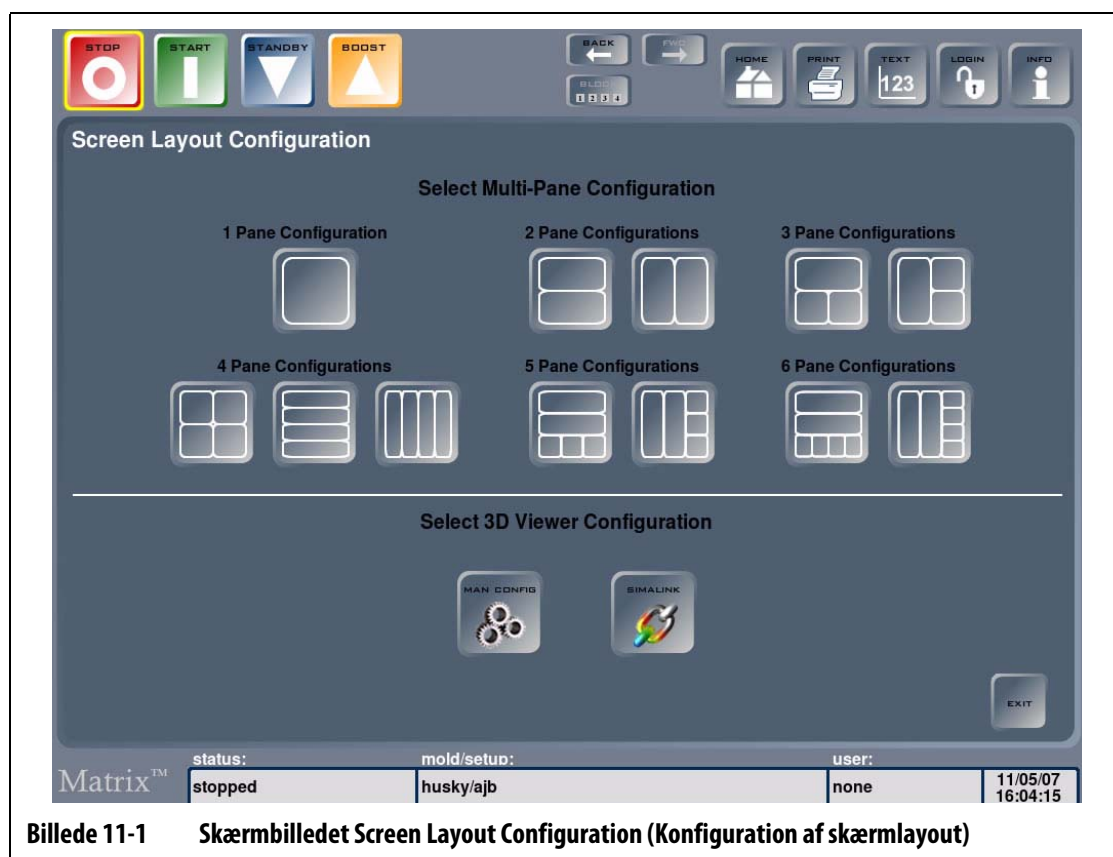 STOP START STANDBY BOOST BACK FWD
BLOCK
1 2 3 4
HOME PRINT TEXT LOGIN INFO
123
Screen Layout Configuration
Select Multi-Pane Configuration
1 Pane Configuration 2 Pane Configurations 3 Pane Configurations
4 Pane Configurations 5 Pane Configurations 6 Pane Configurations
Select 3D Viewer Configuration
MAN CONFIG SIMALINK
EXIT
Matrix™
status: mold/setup: user:
stopped husky/ajb none 11/05/07
16:04:15
Billede 11-1 Skærmbilledet Screen Layout Configuration (Konfiguration af skærmlayout)